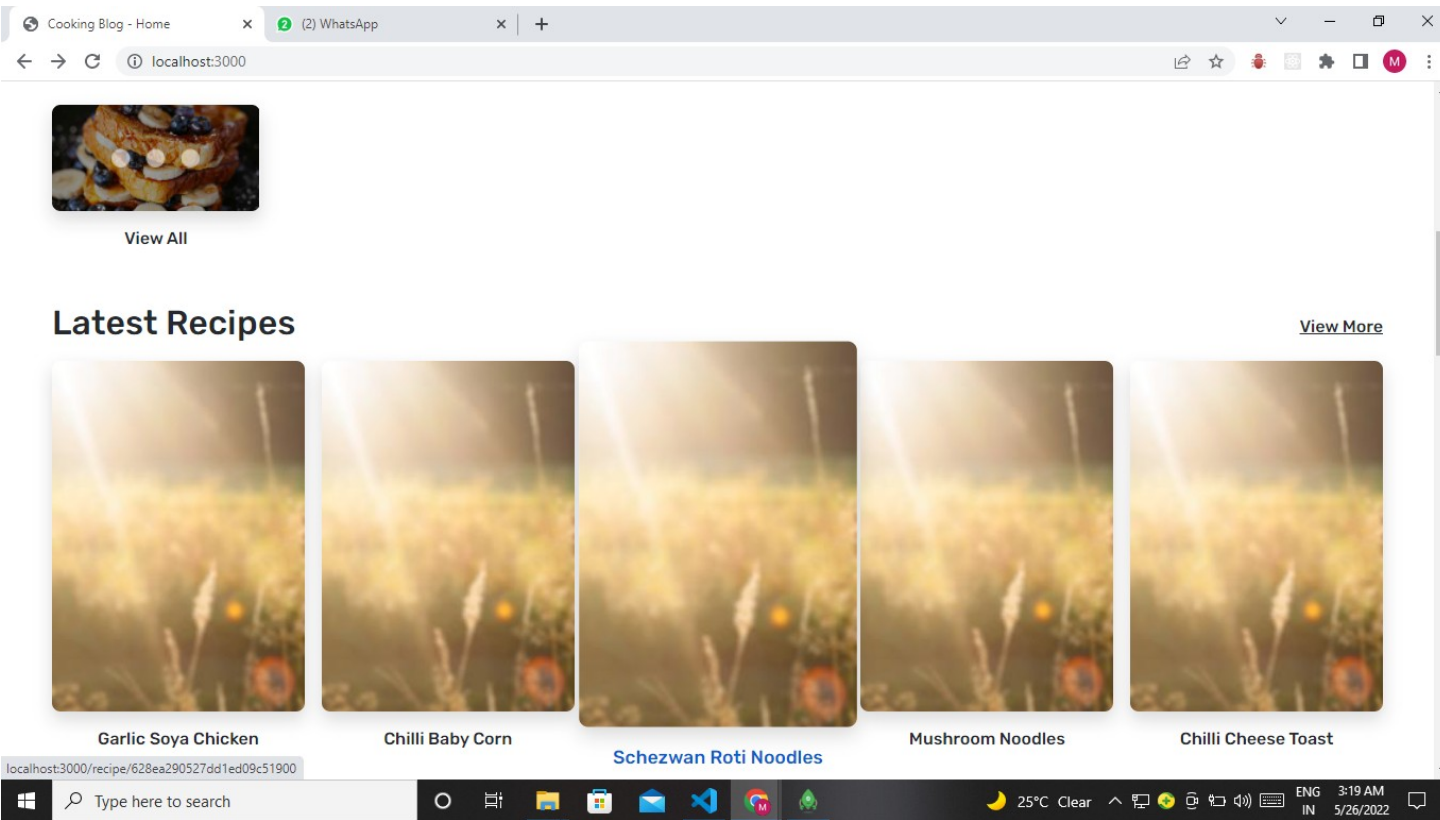 Cooking Blog - Home
2 (2) WhatsApp
localhost:3000
M
View All
Latest Recipes
View More
Garlic Soya Chicken
Chilli Baby Corn
Schezwan Roti Noodles
Mushroom Noodles
Chilli Cheese Toast
localhost:3000/recipe/628ea290527dd1ed09c51900
Type here to search
M
25°C Clear
ENG
IN
3:19 AM
5/26/2022